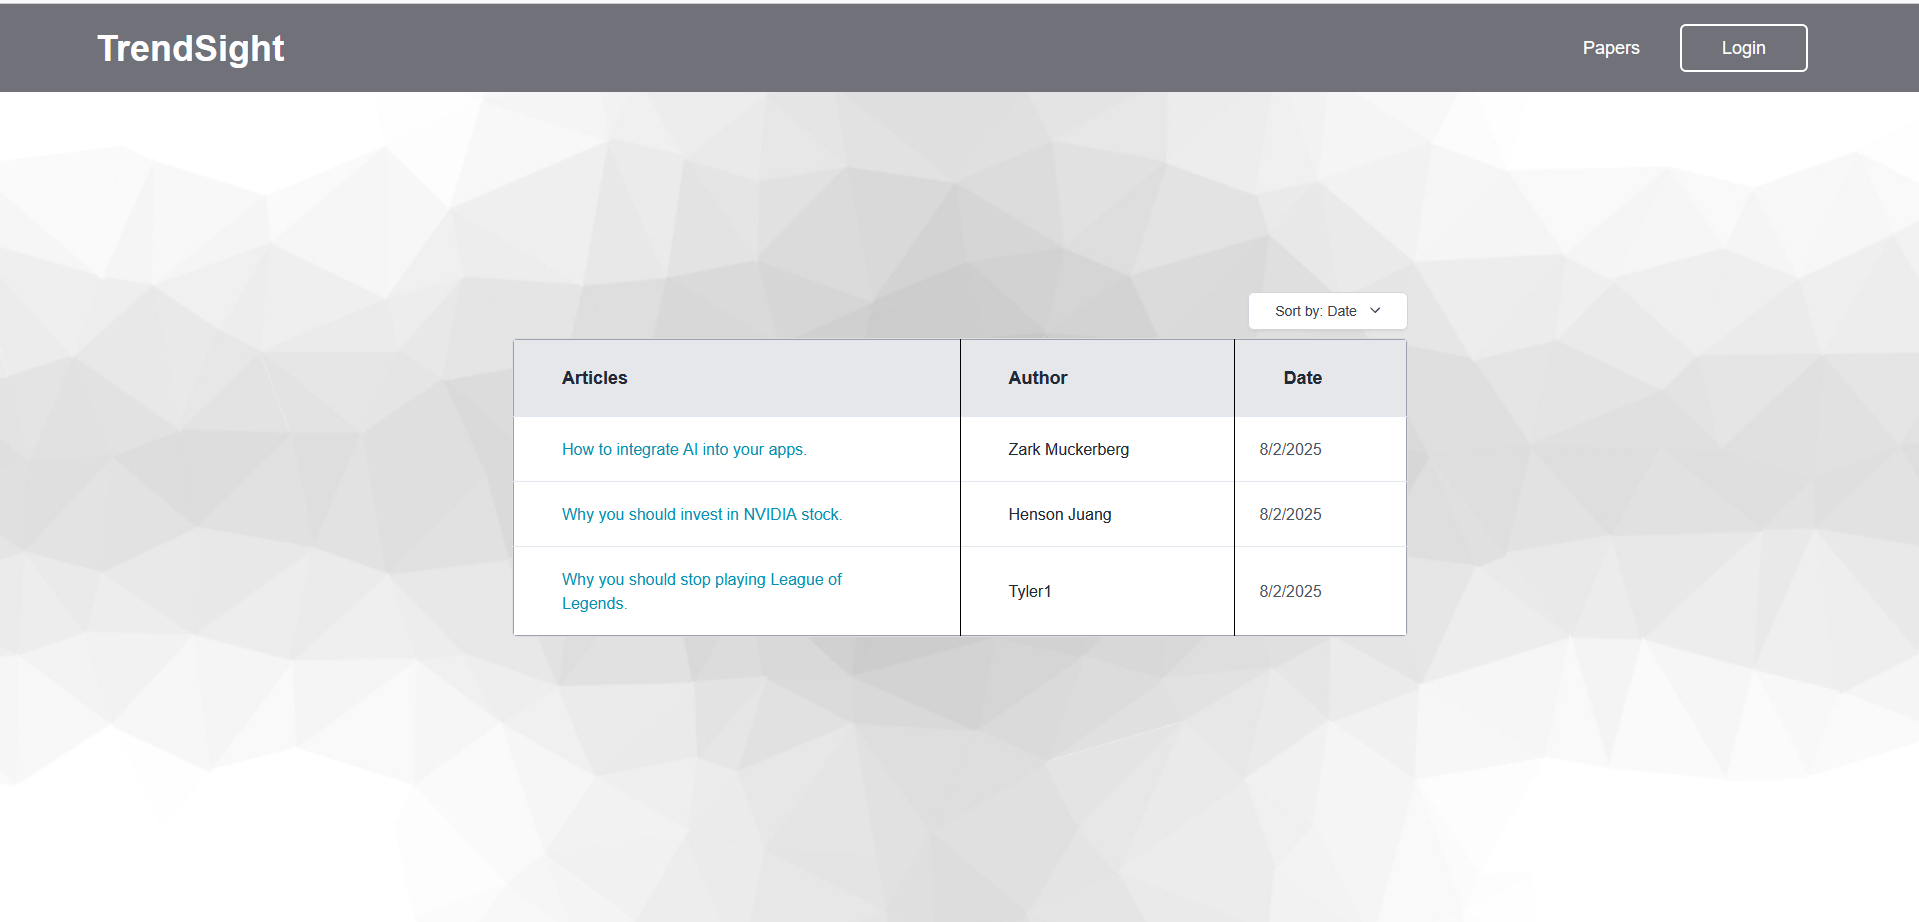 TrendSight
Papers
Login
Sort by: Date
Articles
Author
Date
How to integrate AI into your apps.
Zark Muckerberg
8/2/2025
Why you should invest in NVIDIA stock.
Henson Juang
8/2/2025
Why you should stop playing League of
Legends.
Tyler1
8/2/2025